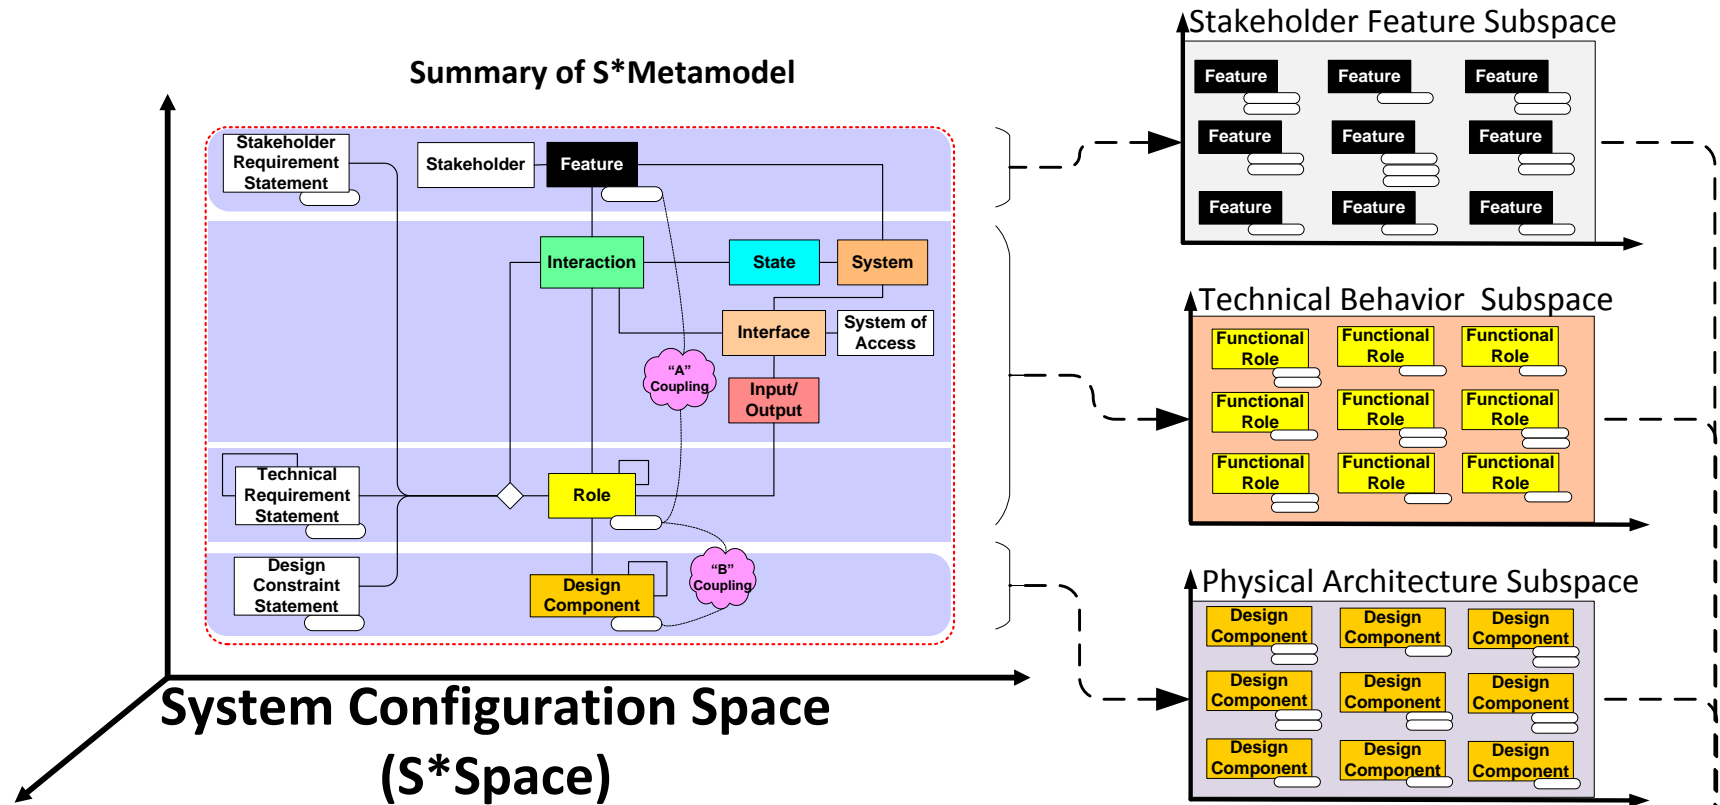 Summary of S*Metamodel
Stakeholder
Requirement
Statement
Stakeholder
Feature
Interaction
State
System
Interface
System of
Access
“A”
Coupling
Input/
Output
Technical
Requirement
Statement
Role
Design
Constraint
Statement
Design
Component
“B”
Coupling
System Configuration Space
(S*Space)
Stakeholder Feature Subspace
Feature
Feature
Feature
Feature
Feature
Feature
Feature
Feature
Feature
Technical Behavior Subspace
Functional
Role
Functional
Role
Functional
Role
Functional
Role
Functional
Role
Functional
Role
Functional
Role
Functional
Role
Functional
Role
Physical Architecture Subspace
Design
Component
Design
Component
Design
Component
Design
Component
Design
Component
Design
Component
Design
Component
Design
Component
Design
Component